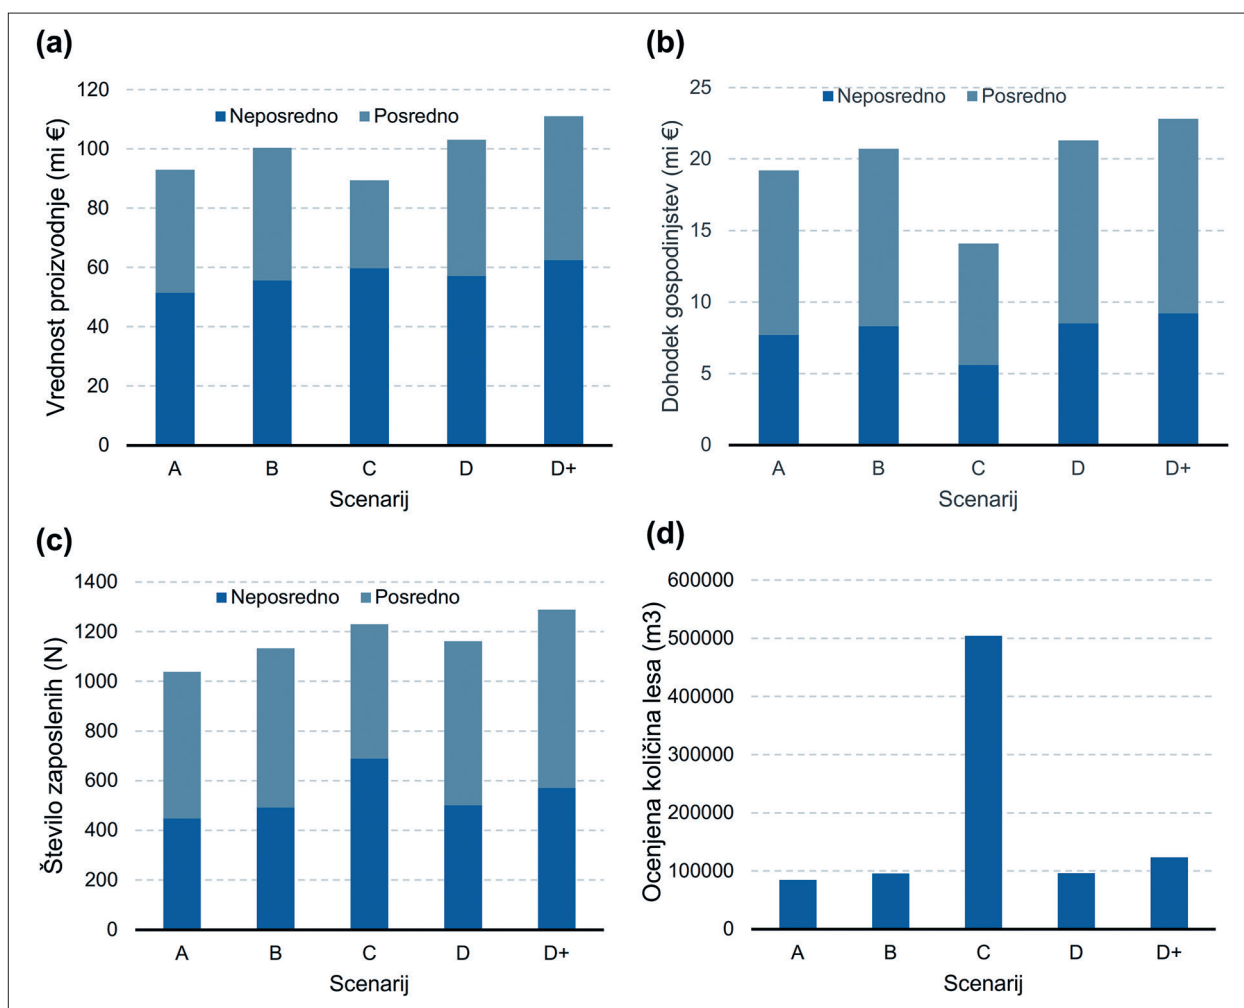 (a)
Vrednost proizvodnje (mi €)
120
100
80
60
40
20
0
Neposredno Posredno
A B C D D+
Scenarij
(b)
Dohodek gospodinjstev (mi €)
25
20
15
10
5
0
Neposredno Posredno
A B C D D+
Scenarij
(c)
Število zaposlenih (N)
1400
1200
1000
800
600
400
200
0
Neposredno Posredno
A B C D D+
Scenarij
(d)
Ocenjena količina lesa (m3)
600000
500000
400000
300000
200000
100000
0
A B C D D+
Scenarij